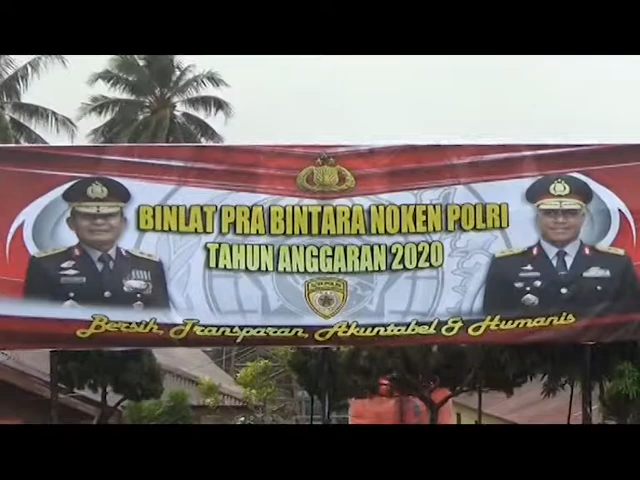 BINLAT PRA BINTARA NOKEN POLRI
TAHUN ANGGARAN 2020
Bersih, Transparan, Akuntabel & Humanis